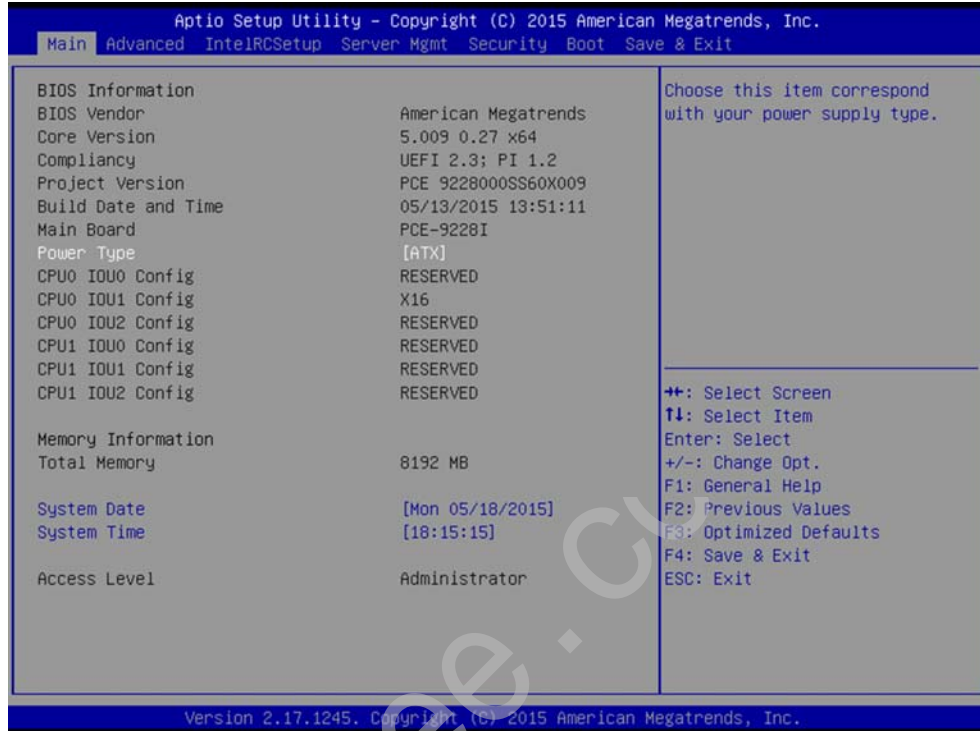 Aptio Setup Utility – Copyright (C) 2015 American Megatrends, Inc.
Main Advanced IntelRCSetup Server Mgmt Security Boot Save & Exit
BIOS Information
BIOS Vendor American Megatrends
Core Version 5.009 0.27 x64
Compliancy UEFI 2.3; PI 1.2
Project Version PCE 9228000SS60X009
Build Date and Time 05/13/2015 13:51:11
Main Board PCE-9228I
Power Type [ATX]
CPU0 IOU0 Config RESERVED
CPU0 IOU1 Config X16
CPU0 IOU2 Config RESERVED
CPU1 IOU0 Config RESERVED
CPU1 IOU1 Config RESERVED
CPU1 IOU2 Config RESERVED
Memory Information
Total Memory 8192 MB
System Date [Mon 05/18/2015]
System Time [18:15:15]
Access Level Administrator
Choose this item correspond
with your power supply type.
→←: Select Screen
↑↓: Select Item
Enter: Select
+/-: Change Opt.
F1: General Help
F2: Previous Values
F3: Optimized Defaults
F4: Save & Exit
ESC: Exit
Version 2.17.1245. Copyright (C) 2015 American Megatrends, Inc.